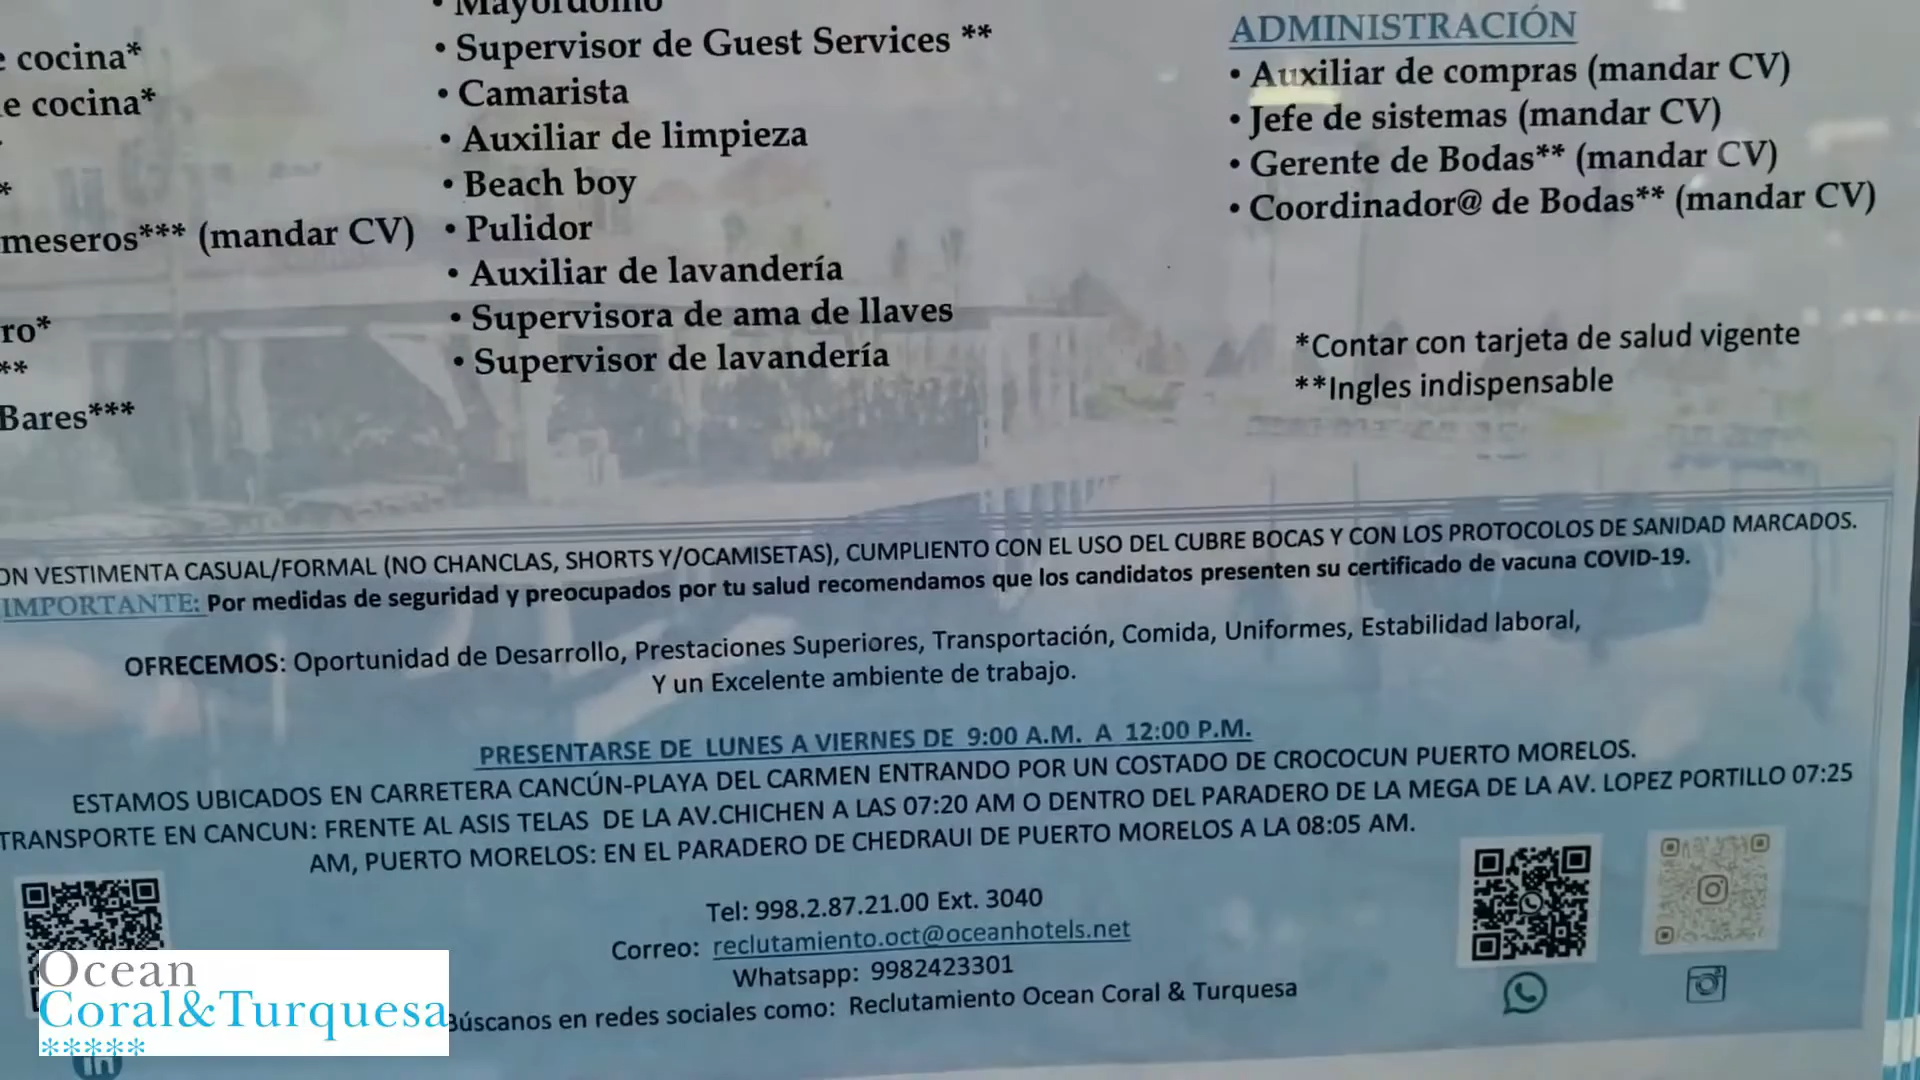 e cocina*
e cocina*
*
meseros*** (mandar CV)
ro*
**
Bares***
• Mayordomo
• Supervisor de Guest Services **
• Camarista
• Auxiliar de limpieza
• Beach boy
• Pulidor
• Auxiliar de lavandería
• Supervisora de ama de llaves
• Supervisor de lavandería
ADMINISTRACIÓN
• Auxiliar de compras (mandar CV)
• Jefe de sistemas (mandar CV)
• Gerente de Bodas** (mandar CV)
• Coordinador@ de Bodas** (mandar CV)
*Contar con tarjeta de salud vigente
**Ingles indispensable
ON VESTIMENTA CASUAL/FORMAL (NO CHANCLAS, SHORTS Y/OCAMISETAS), CUMPLIENTO CON EL USO DEL CUBRE BOCAS Y CON LOS PROTOCOLOS DE SANIDAD MARCADOS.
IMPORTANTE: Por medidas de seguridad y preocupados por tu salud recomendamos que los candidatos presenten su certificado de vacuna COVID-19.
OFRECEMOS: Oportunidad de Desarrollo, Prestaciones Superiores, Transportación, Comida, Uniformes, Estabilidad laboral,
Y un Excelente ambiente de trabajo.
PRESENTARSE DE LUNES A VIERNES DE 9:00 A.M. A 12:00 P.M.
ESTAMOS UBICADOS EN CARRETERA CANCÚN-PLAYA DEL CARMEN ENTRANDO POR UN COSTADO DE CROCOCUN PUERTO MORELOS.
TRANSPORTE EN CANCUN: FRENTE AL ASIS TELAS DE LA AV.CHICHEN A LAS 07:20 AM O DENTRO DEL PARADERO DE LA MEGA DE LA AV. LOPEZ PORTILLO 07:25
AM, PUERTO MORELOS: EN EL PARADERO DE CHEDRAUI DE PUERTO MORELOS A LA 08:05 AM.
Tel: 998.2.87.21.00 Ext. 3040
Correo: reclutamiento.oct@oceanhotels.net
Whatsapp: 9982423301
Búscanos en redes sociales como: Reclutamiento Ocean Coral & Turquesa
Ocean
Coral&Turquesa
*****
in